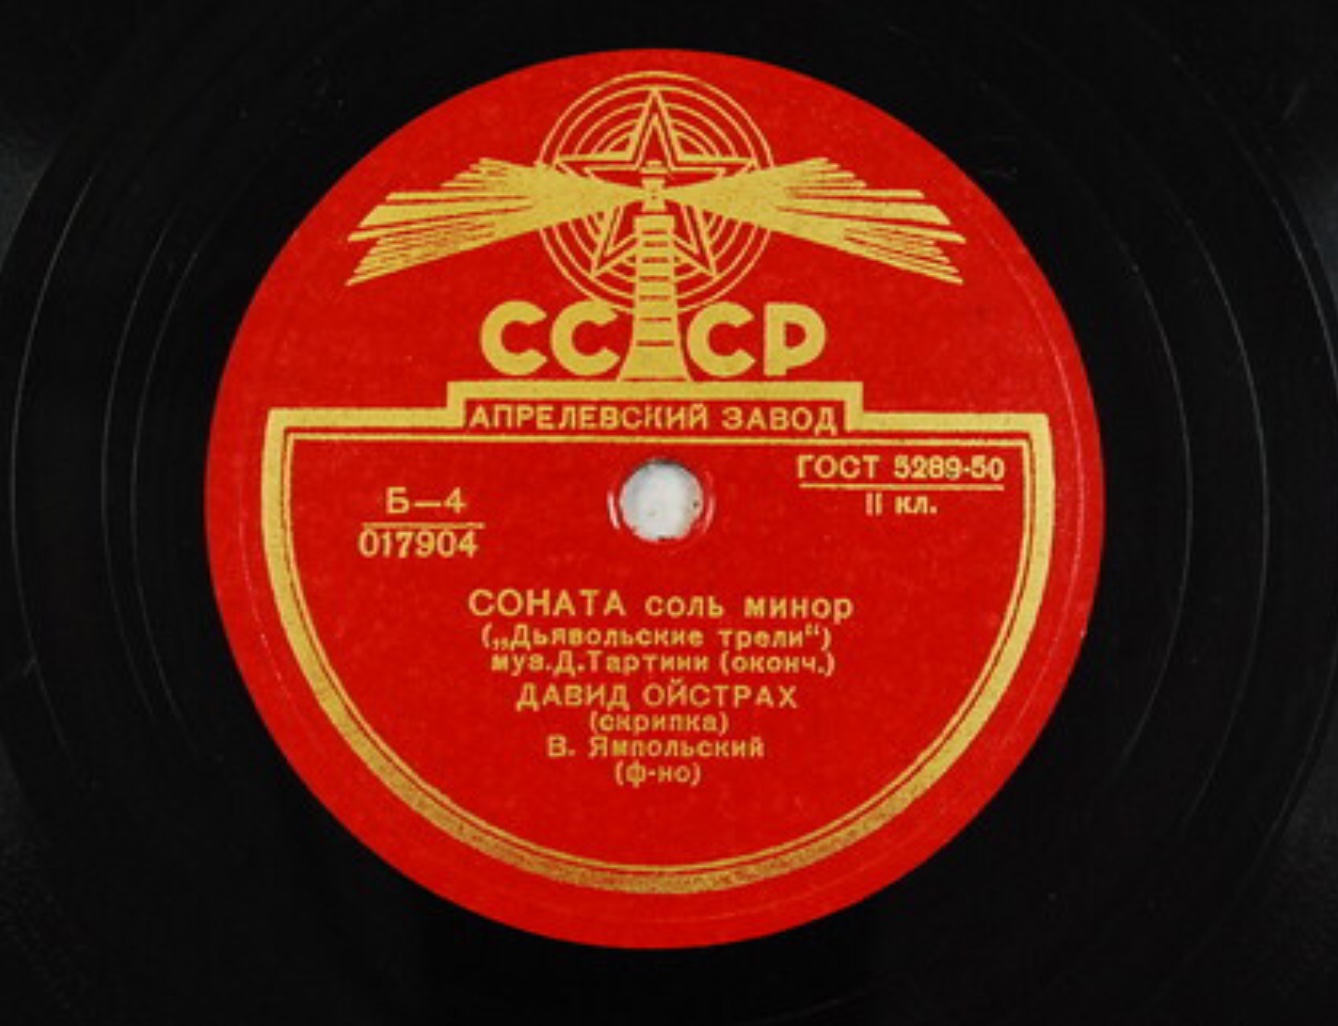 СССР
АПРЕЛЕВСКИЙ ЗАВОД
ГОСТ 5289-50
II кл.
Б—4
017904
СОНАТА соль минор
(„Дьявольские трели“)
муз.Д.Тартини (оконч.)
ДАВИД ОЙСТРАХ
(скрипка)
В. Ямпольский
(ф-но)